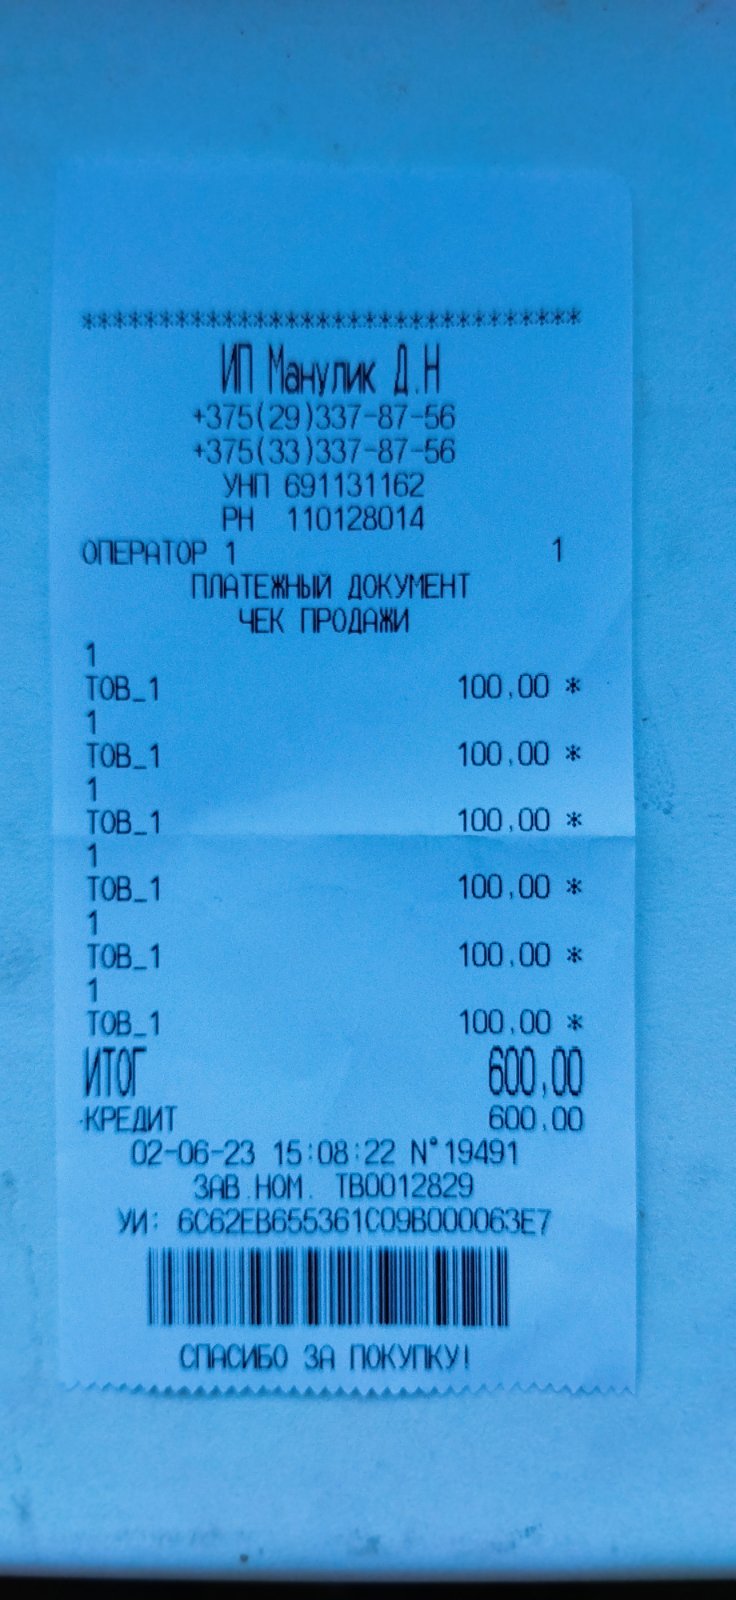 ********************************
ИП Манулик Д.Н
+375(29)337-87-56
+375(33)337-87-56
УНП 691131162
РН 110128014
ОПЕРАТОР 1 1
ПЛАТЕЖНЫЙ ДОКУМЕНТ
ЧЕК ПРОДАЖИ
1
ТОВ_1 100,00 *
1
ТОВ_1 100,00 *
1
ТОВ_1 100,00 *
1
ТОВ_1 100,00 *
1
ТОВ_1 100,00 *
1
ТОВ_1 100,00 *
ИТОГ 600,00
·КРЕДИТ 600,00
02-06-23 15:08:22 N°19491
ЗАВ.НОМ. ТВ0012829
УИ: 6C62EB655361C09B000063E7
СПАСИБО ЗА ПОКУПКУ!